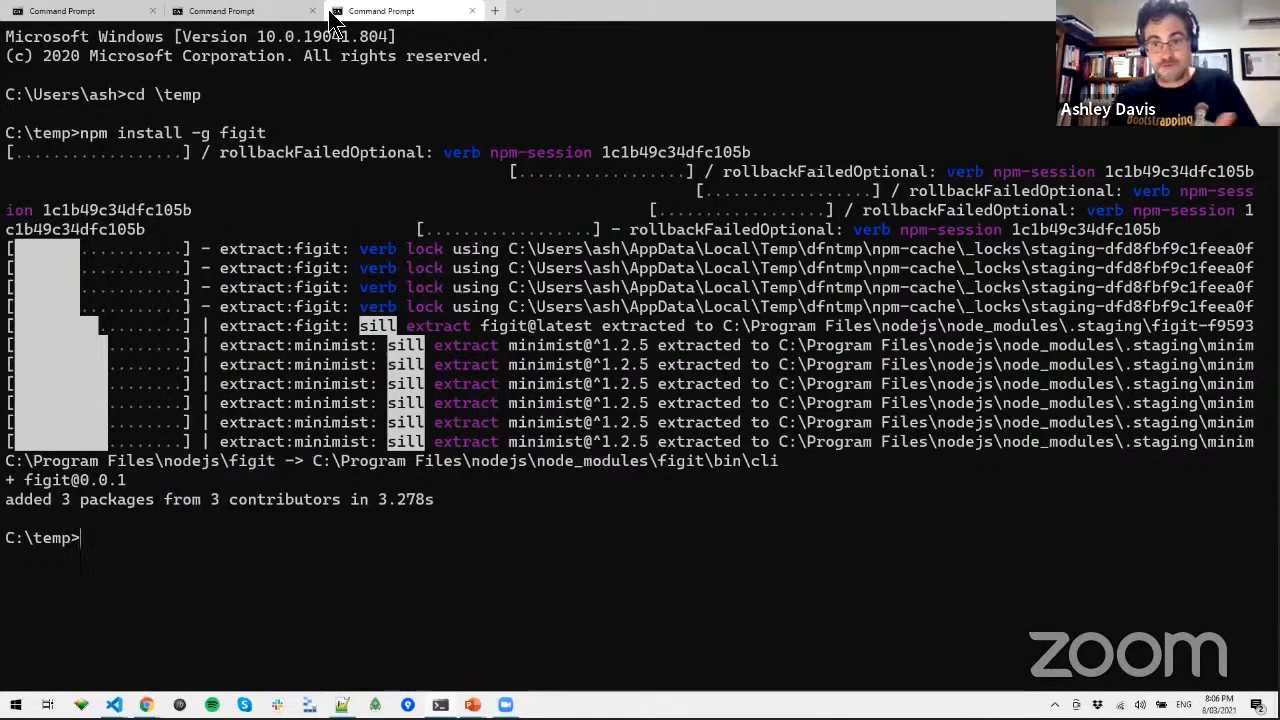 Command Prompt
Command Prompt
Command Prompt
Microsoft Windows [Version 10.0.19041.804]
(c) 2020 Microsoft Corporation. All rights reserved.
C:\Users\ash>cd \temp
C:\temp>npm install -g figit
[..................] / rollbackFailedOptional: verb npm-session 1c1b49c34dfc105b
[..................] / rollbackFailedOptional: verb npm-session 1c1b49c34dfc105b
[..................] / rollbackFailedOptional: verb npm-sess
ion 1c1b49c34dfc105b [..................] / rollbackFailedOptional: verb npm-session 1
c1b49c34dfc105b [..................] - rollbackFailedOptional: verb npm-session 1c1b49c34dfc105b
[ ...........] - extract:figit: verb lock using C:\Users\ash\AppData\Local\Temp\dfntmp\npm-cache\_locks\staging-dfd8fbf9c1feea0f
[ ...........] - extract:figit: verb lock using C:\Users\ash\AppData\Local\Temp\dfntmp\npm-cache\_locks\staging-dfd8fbf9c1feea0f
[ ...........] - extract:figit: verb lock using C:\Users\ash\AppData\Local\Temp\dfntmp\npm-cache\_locks\staging-dfd8fbf9c1feea0f
[ ...........] - extract:figit: verb lock using C:\Users\ash\AppData\Local\Temp\dfntmp\npm-cache\_locks\staging-dfd8fbf9c1feea0f
[ .........] | extract:figit: sill extract figit@latest extracted to C:\Program Files\nodejs\node_modules\.staging\figit-f9593
[ ........] | extract:minimist: sill extract minimist@^1.2.5 extracted to C:\Program Files\nodejs\node_modules\.staging\minim
[ ........] | extract:minimist: sill extract minimist@^1.2.5 extracted to C:\Program Files\nodejs\node_modules\.staging\minim
[ ........] | extract:minimist: sill extract minimist@^1.2.5 extracted to C:\Program Files\nodejs\node_modules\.staging\minim
[ ........] | extract:minimist: sill extract minimist@^1.2.5 extracted to C:\Program Files\nodejs\node_modules\.staging\minim
[ ........] | extract:minimist: sill extract minimist@^1.2.5 extracted to C:\Program Files\nodejs\node_modules\.staging\minim
[ ........] | extract:minimist: sill extract minimist@^1.2.5 extracted to C:\Program Files\nodejs\node_modules\.staging\minim
C:\Program Files\nodejs\figit -> C:\Program Files\nodejs\node_modules\figit\bin\cli
+ figit@0.0.1
added 3 packages from 3 contributors in 3.278s
C:\temp>
Ashley Davis
Bootstrapping
zoom
ENG
8:06 PM
8/03/2021
2